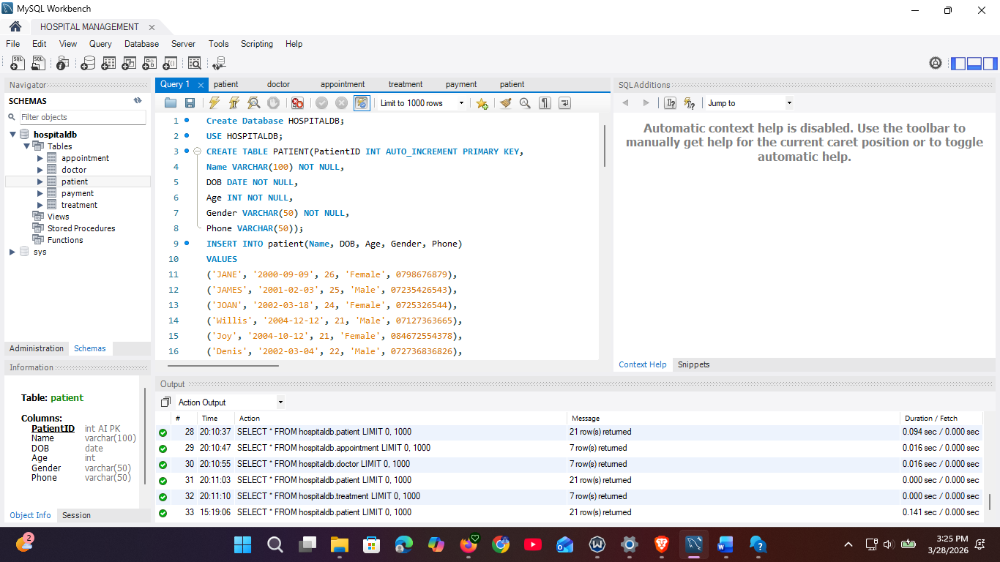 MySQL Workbench
HOSPITAL MANAGEMENT
File Edit View Query Database Server Tools Scripting Help
Navigator
SCHEMAS
Filter objects
hospitaldb
Tables
appointment
doctor
patient
payment
treatment
Views
Stored Procedures
Functions
sys
Administration Schemas
Information
Table: patient
Columns:
PatientID int AI PK
Name varchar(100)
DOB date
Age int
Gender varchar(50)
Phone varchar(50)
Object Info Session
Query 1 patient doctor appointment treatment payment patient
Limit to 1000 rows
1 Create Database HOSPITALDB;
2 USE HOSPITALDB;
3 CREATE TABLE PATIENT(PatientID INT AUTO_INCREMENT PRIMARY KEY,
4 Name VARCHAR(100) NOT NULL,
5 DOB DATE NOT NULL,
6 Age INT NOT NULL,
7 Gender VARCHAR(50) NOT NULL,
8 Phone VARCHAR(50));
9 INSERT INTO patient(Name, DOB, Age, Gender, Phone)
10 VALUES
11 ('JANE', '2000-09-09', 26, 'Female', 0798676879),
12 ('JAMES', '2001-02-03', 25, 'Male', 07235426543),
13 ('JOAN', '2002-03-18', 24, 'Female', 0725326544),
14 ('Willis', '2004-12-12', 21, 'Male', 07127363665),
15 ('Joy', '2004-10-12', 21, 'Female', 084672554378),
16 ('Denis', '2002-03-04', 22, 'Male', 072736836826),
SQLAdditions
Jump to
Automatic context help is disabled. Use the toolbar to
manually get help for the current caret position or to toggle
automatic help.
Context Help Snippets
Output
Action Output
# Time Action Message Duration / Fetch
28 20:10:37 SELECT * FROM hospitaldb.patient LIMIT 0, 1000 21 row(s) returned 0.094 sec / 0.000 sec
29 20:10:47 SELECT * FROM hospitaldb.appointment LIMIT 0, 1000 7 row(s) returned 0.016 sec / 0.000 sec
30 20:10:55 SELECT * FROM hospitaldb.doctor LIMIT 0, 1000 7 row(s) returned 0.016 sec / 0.000 sec
31 20:11:03 SELECT * FROM hospitaldb.patient LIMIT 0, 1000 21 row(s) returned 0.000 sec / 0.000 sec
32 20:11:10 SELECT * FROM hospitaldb.treatment LIMIT 0, 1000 7 row(s) returned 0.000 sec / 0.000 sec
33 15:19:06 SELECT * FROM hospitaldb.patient LIMIT 0, 1000 21 row(s) returned 0.141 sec / 0.000 sec
2
3:25 PM
3/28/2026